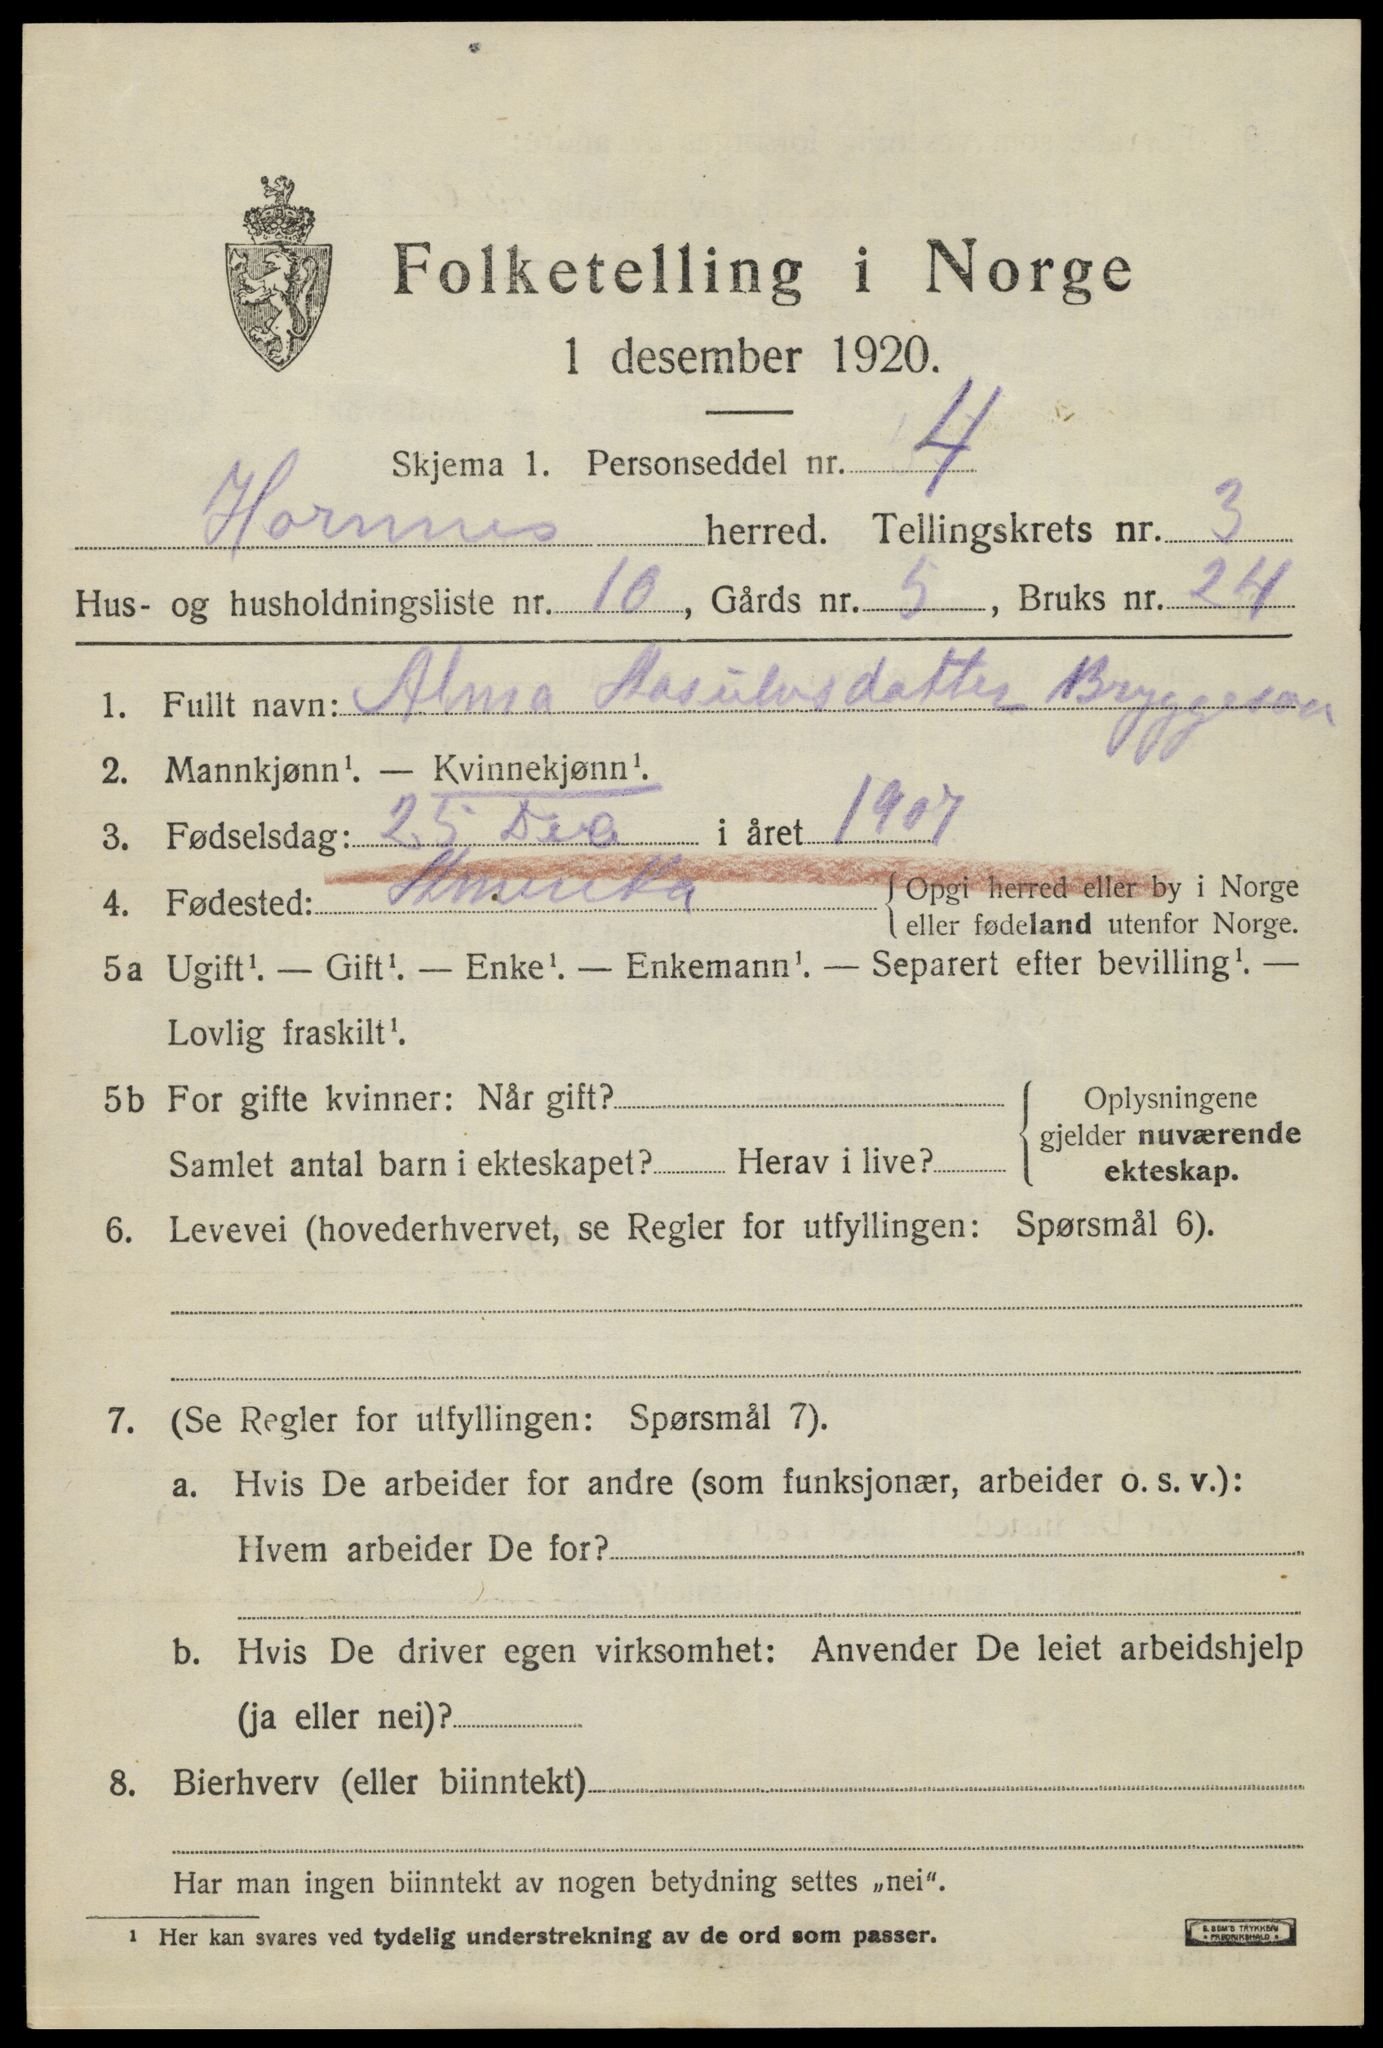 Folketelling i Norge
1 desember 1920.
Skjema 1. Personseddel nr. 4
Hornnes herred. Tellingskrets nr. 3
Hus- og husholdningsliste nr. 10, Gårds nr. 5, Bruks nr. 24
1. Fullt navn: Alma Bryggesaa
2. Mannkjønn¹. — Kvinnekjønn¹.
3. Fødselsdag: 25 Dec i året 1907
4. Fødested: Amerika {Opgi herred eller by i Norge
eller fødeland utenfor Norge.
5a Ugift¹. — Gift¹. — Enke¹. — Enkemann¹. — Separert efter bevilling¹. —
Lovlig fraskilt¹.
5b For gifte kvinner: Når gift? { Oplysningene
gjelder nuværende
Samlet antal barn i ekteskapet? Herav i live?
ekteskap.
6. Levevei (hovederhvervet, se Regler for utfyllingen: Spørsmål 6).
7. (Se Regler for utfyllingen: Spørsmål 7).
a. Hvis De arbeider for andre (som funksjonær, arbeider o. s. v.):
Hvem arbeider De for?
b. Hvis De driver egen virksomhet: Anvender De leiet arbeidshjelp
(ja eller nei)?
8. Bierhverv (eller biinntekt)
Har man ingen biinntekt av nogen betydning settes „nei".
¹ Her kan svares ved tydelig understrekning av de ord som passer.
TRYKKERI
FREDRIKSHALD